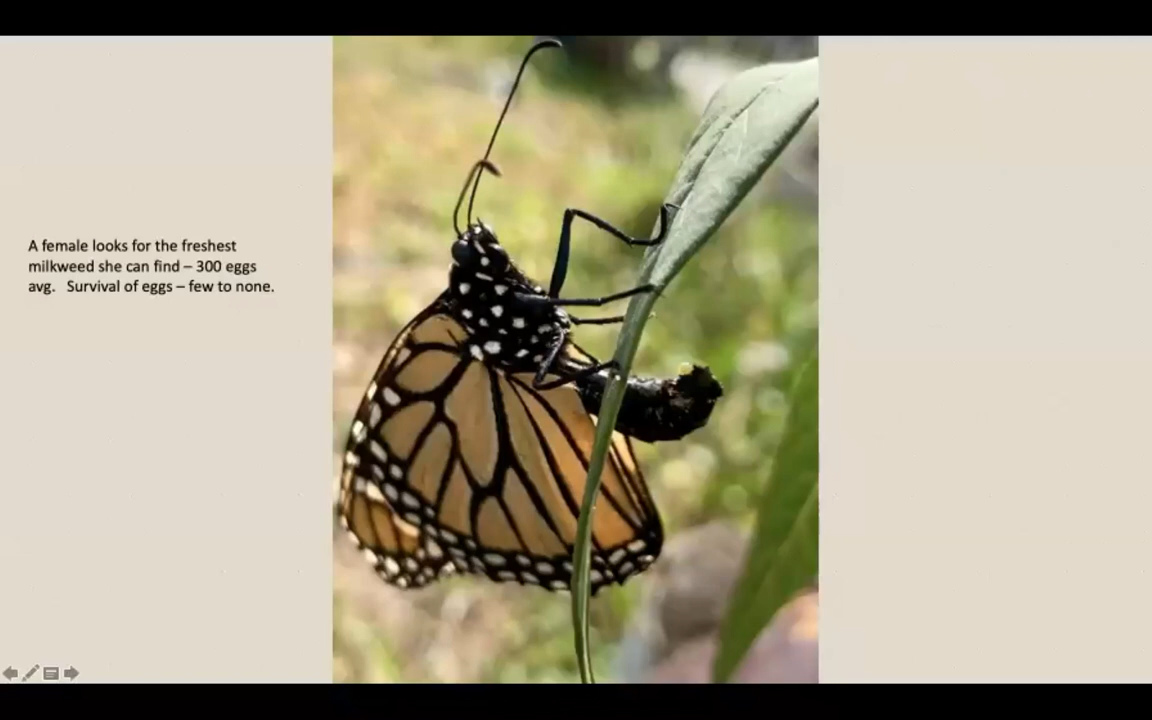 A female looks for the freshest
milkweed she can find – 300 eggs
avg.   Survival of eggs – few to none.